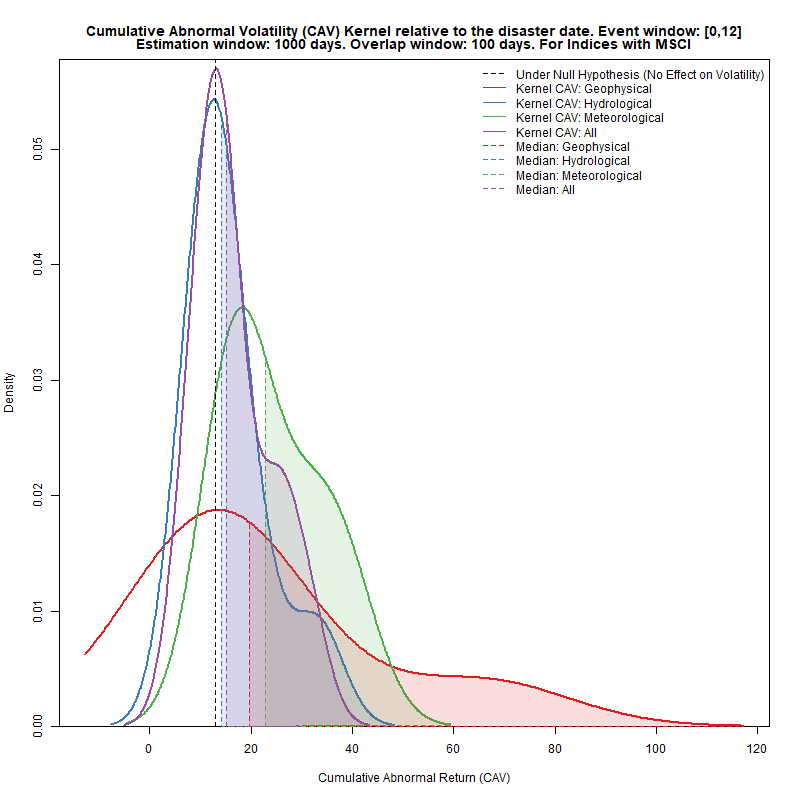 Cumulative Abnormal Volatility (CAV) Kernel relative to the disaster date. Event window: [0,12]
Estimation window: 1000 days. Overlap window: 100 days. For Indices with MSCI
Under Null Hypothesis (No Effect on Volatility)
Kernel CAV: Geophysical
Kernel CAV: Hydrological
Kernel CAV: Meteorological
Kernel CAV: All
Median: Geophysical
Median: Hydrological
Median: Meteorological
Median: All
Density
0.05
0.04
0.03
0.02
0.01
0.00
0 20 40 60 80 100 120
Cumulative Abnormal Return (CAV)